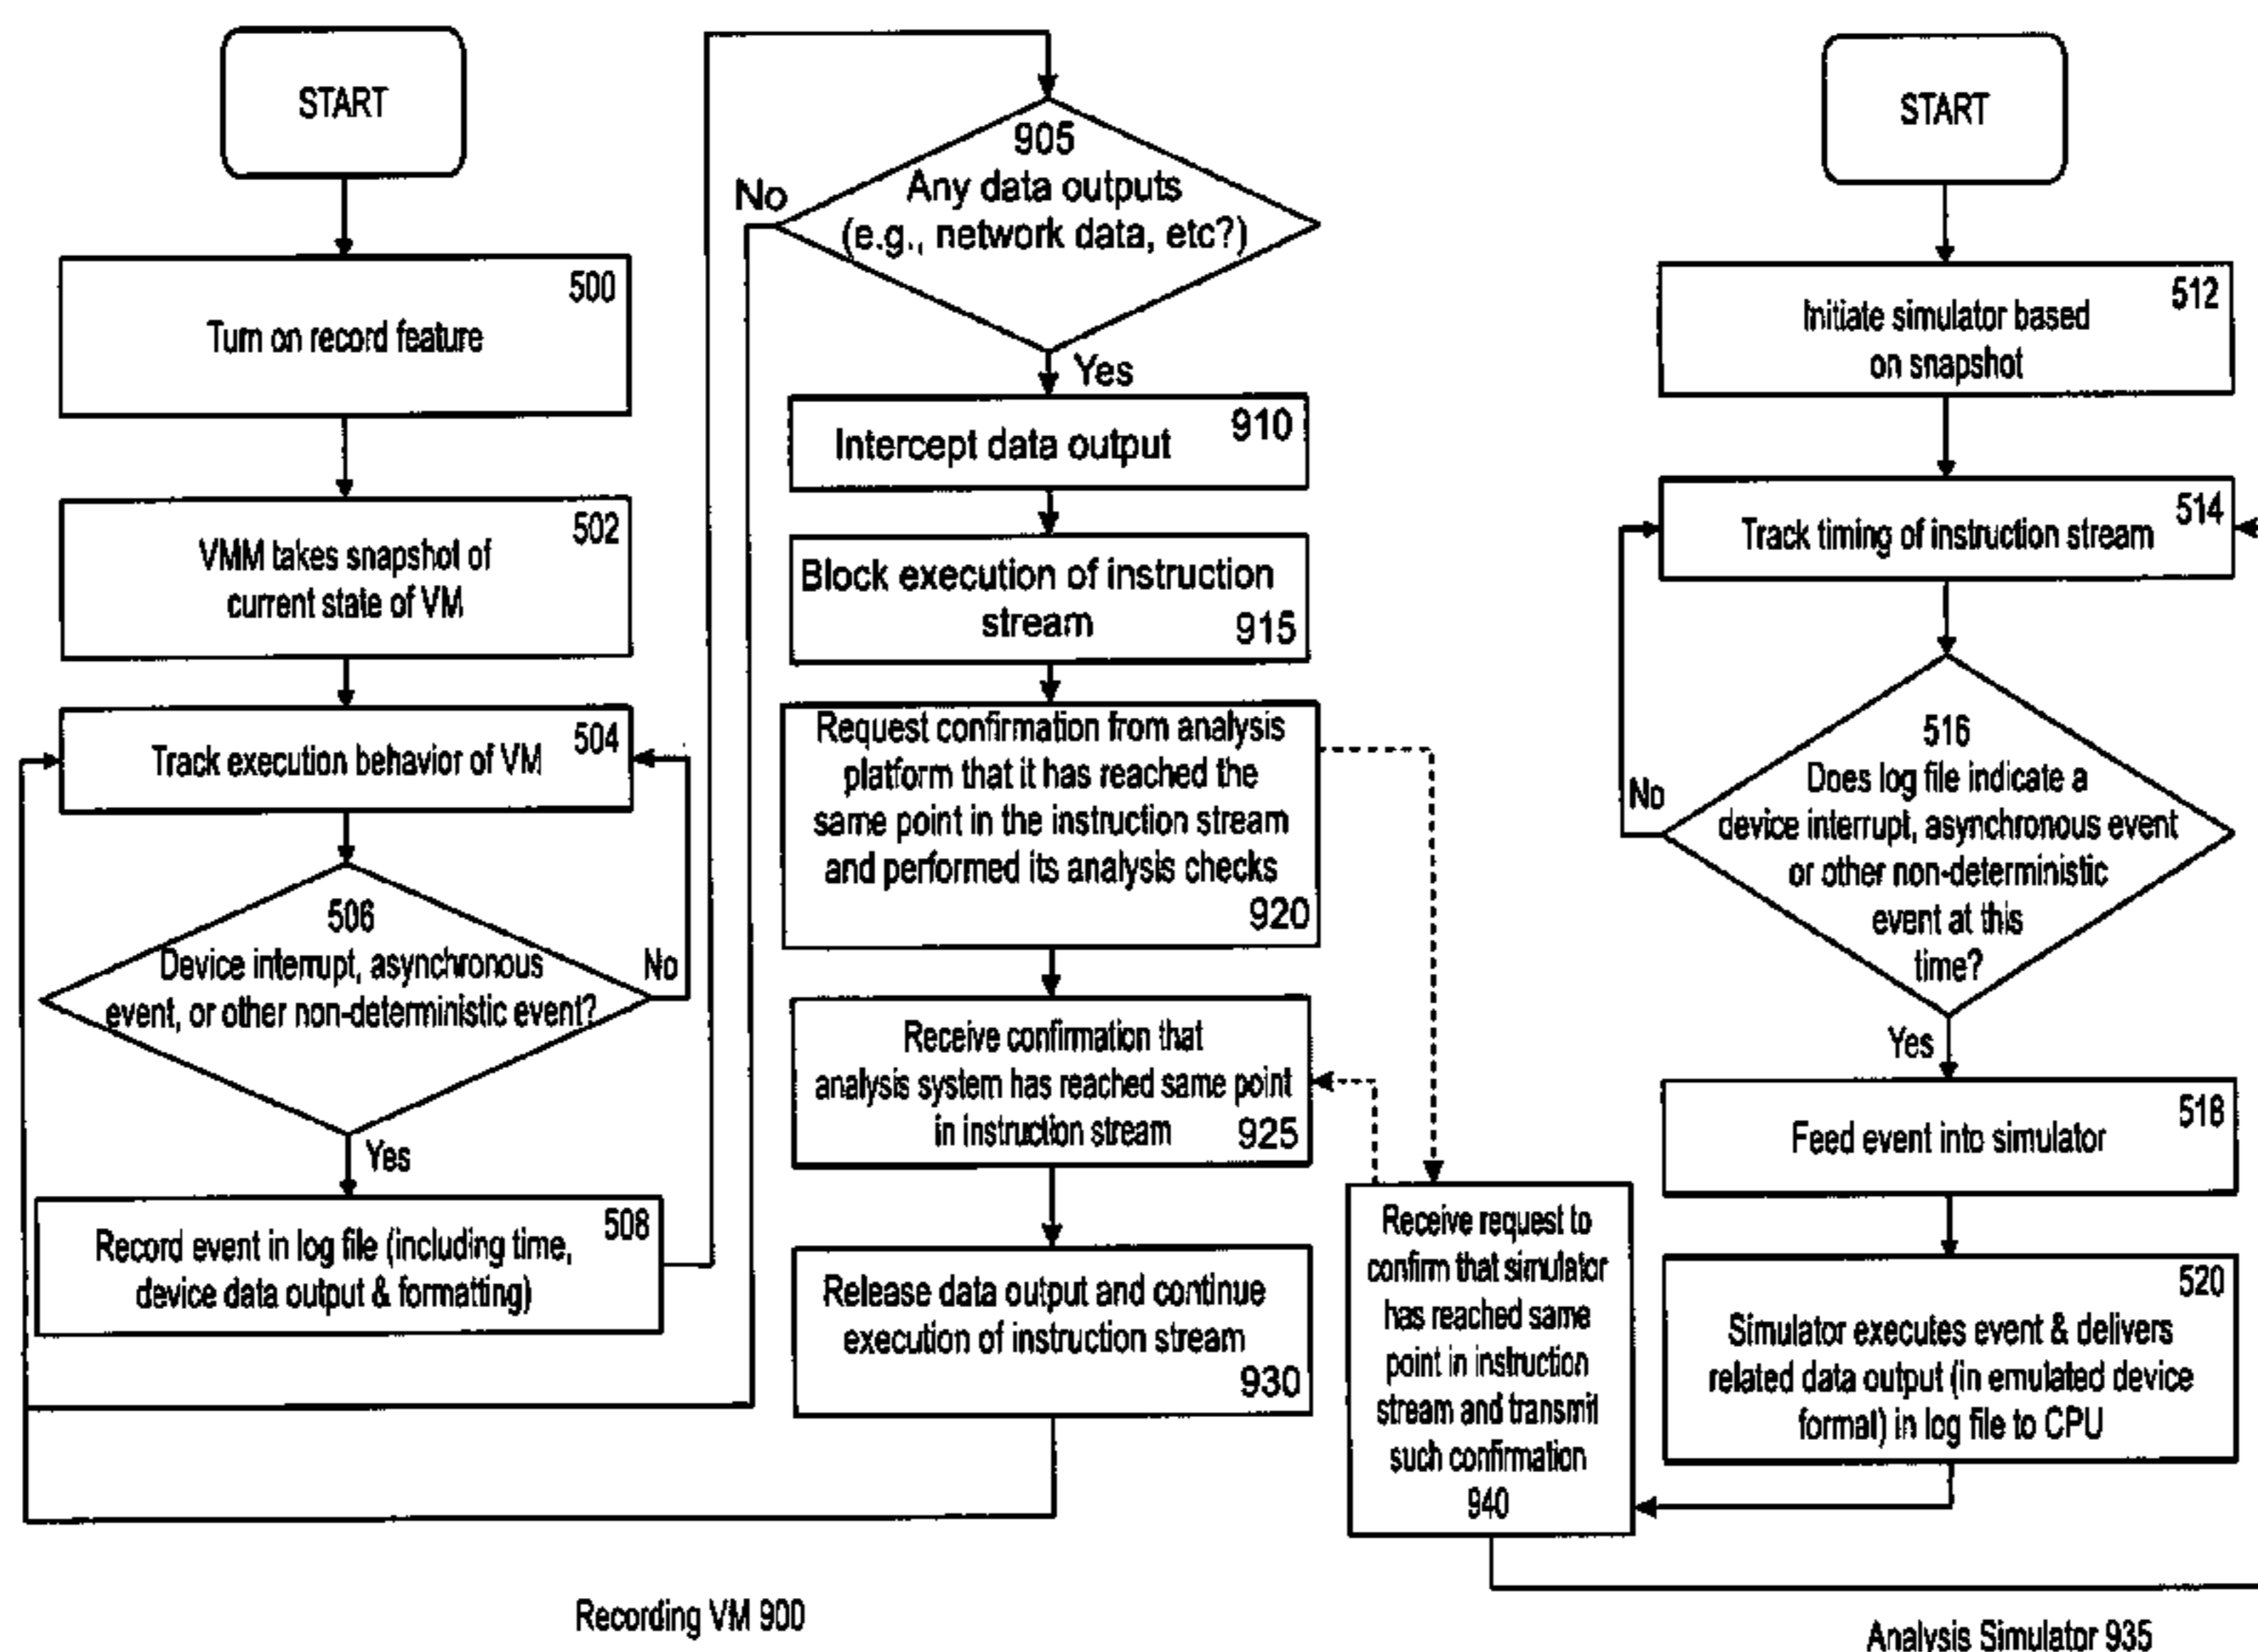 START
500
Turn on record feature
502
VMM takes snapshot of
current state of VM
504
Track execution behavior of VM
506
Device interrupt, asynchronous
event, or other non-deterministic event?
No
Yes
508
Record event in log file (including time,
device data output & formatting)
905
Any data outputs
(e.g., network data, etc?)
No
Yes
910
Intercept data output
Block execution of instruction
stream
915
Request confirmation from analysis
platform that it has reached the
same point in the instruction stream
and performed its analysis checks
920
Receive confirmation that
analysis system has reached same point
in instruction stream
925
Release data output and continue
execution of instruction stream
930
Recording VM 900
START
512
Initiate simulator based
on snapshot
514
Track timing of instruction stream
516
Does log file indicate a
device interrupt, asynchronous event
or other non-deterministic
event at this
time?
No
Yes
518
Feed event into simulator
520
Simulator executes event & delivers
related data output (in emulated device
formal) in log file to CPU
Receive request to
confirm that simulator
has reached same
point in instruction
stream and transmit
such confirmation
940
Analysis Simulator 935